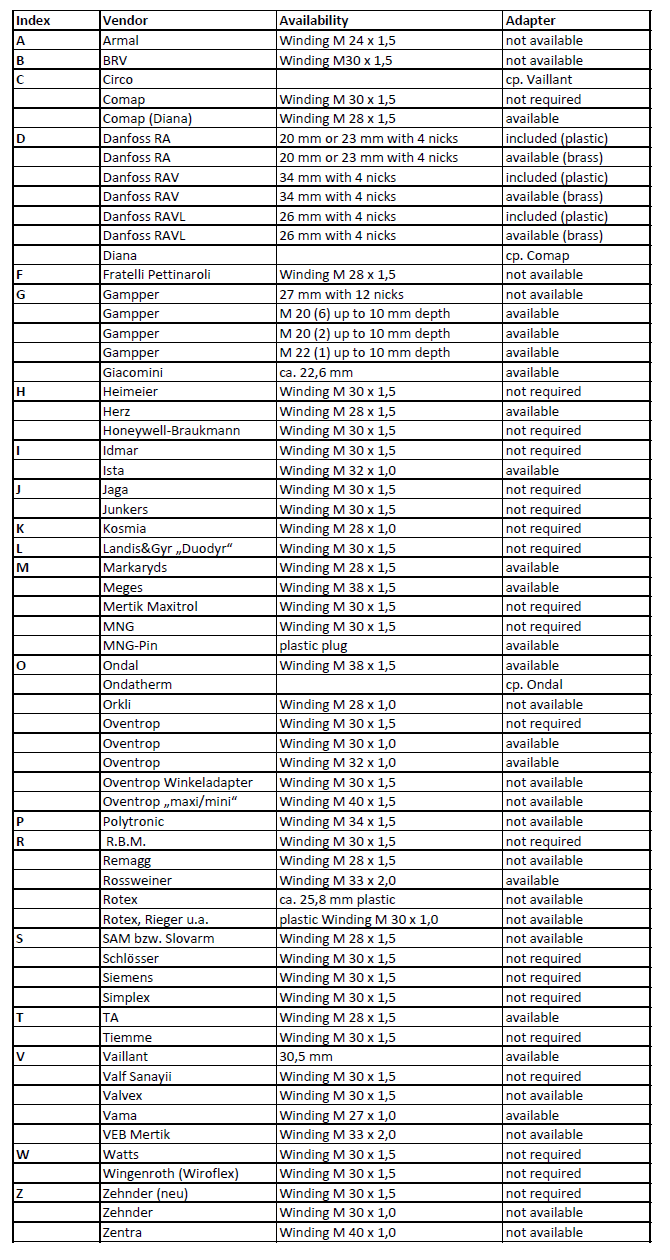 Index Vendor Availability Adapter
A Armal Winding M 24 x 1,5 not available
B BRV Winding M30 x 1,5 not available
C Circo cp. Vaillant
Comap Winding M 30 x 1,5 not required
Comap (Diana) Winding M 28 x 1,5 available
D Danfoss RA 20 mm or 23 mm with 4 nicks included (plastic)
Danfoss RA 20 mm or 23 mm with 4 nicks available (brass)
Danfoss RAV 34 mm with 4 nicks included (plastic)
Danfoss RAV 34 mm with 4 nicks available (brass)
Danfoss RAVL 26 mm with 4 nicks included (plastic)
Danfoss RAVL 26 mm with 4 nicks available (brass)
Diana cp. Comap
F Fratelli Pettinaroli Winding M 28 x 1,5 not available
G Gampper 27 mm with 12 nicks not available
Gampper M 20 (6) up to 10 mm depth available
Gampper M 20 (2) up to 10 mm depth available
Gampper M 22 (1) up to 10 mm depth available
Giacomini ca. 22,6 mm available
H Heimeier Winding M 30 x 1,5 not required
Herz Winding M 28 x 1,5 available
Honeywell-Braukmann Winding M 30 x 1,5 not required
I Idmar Winding M 30 x 1,5 not required
Ista Winding M 32 x 1,0 available
J Jaga Winding M 30 x 1,5 not required
Junkers Winding M 30 x 1,5 not required
K Kosmia Winding M 28 x 1,0 not required
L Landis&Gyr „Duodyr“ Winding M 30 x 1,5 not required
M Markaryds Winding M 28 x 1,5 available
Meges Winding M 38 x 1,5 available
Mertik Maxitrol Winding M 30 x 1,5 not required
MNG Winding M 30 x 1,5 not required
MNG-Pin plastic plug available
O Ondal Winding M 38 x 1,5 available
Ondatherm cp. Ondal
Orkli Winding M 28 x 1,0 not available
Oventrop Winding M 30 x 1,5 not required
Oventrop Winding M 30 x 1,0 available
Oventrop Winding M 32 x 1,0 available
Oventrop Winkeladapter Winding M 30 x 1,5 not available
Oventrop „maxi/mini“ Winding M 40 x 1,5 not available
P Polytronic Winding M 34 x 1,5 not available
R R.B.M. Winding M 30 x 1,5 not required
Remagg Winding M 28 x 1,5 not available
Rossweiner Winding M 33 x 2,0 available
Rotex ca. 25,8 mm plastic not available
Rotex, Rieger u.a. plastic Winding M 30 x 1,0 not available
S SAM bzw. Slovarm Winding M 28 x 1,5 not available
Schlösser Winding M 30 x 1,5 not required
Siemens Winding M 30 x 1,5 not required
Simplex Winding M 30 x 1,5 not required
T TA Winding M 28 x 1,5 available
Tiemme Winding M 30 x 1,5 not required
V Vaillant 30,5 mm available
Valf Sanayii Winding M 30 x 1,5 not required
Valvex Winding M 30 x 1,5 not available
Vama Winding M 27 x 1,0 available
VEB Mertik Winding M 33 x 2,0 not available
W Watts Winding M 30 x 1,5 not required
Wingenroth (Wiroflex) Winding M 30 x 1,5 not required
Z Zehnder (neu) Winding M 30 x 1,5 not required
Zehnder Winding M 30 x 1,0 not available
Zentra Winding M 40 x 1,0 not available